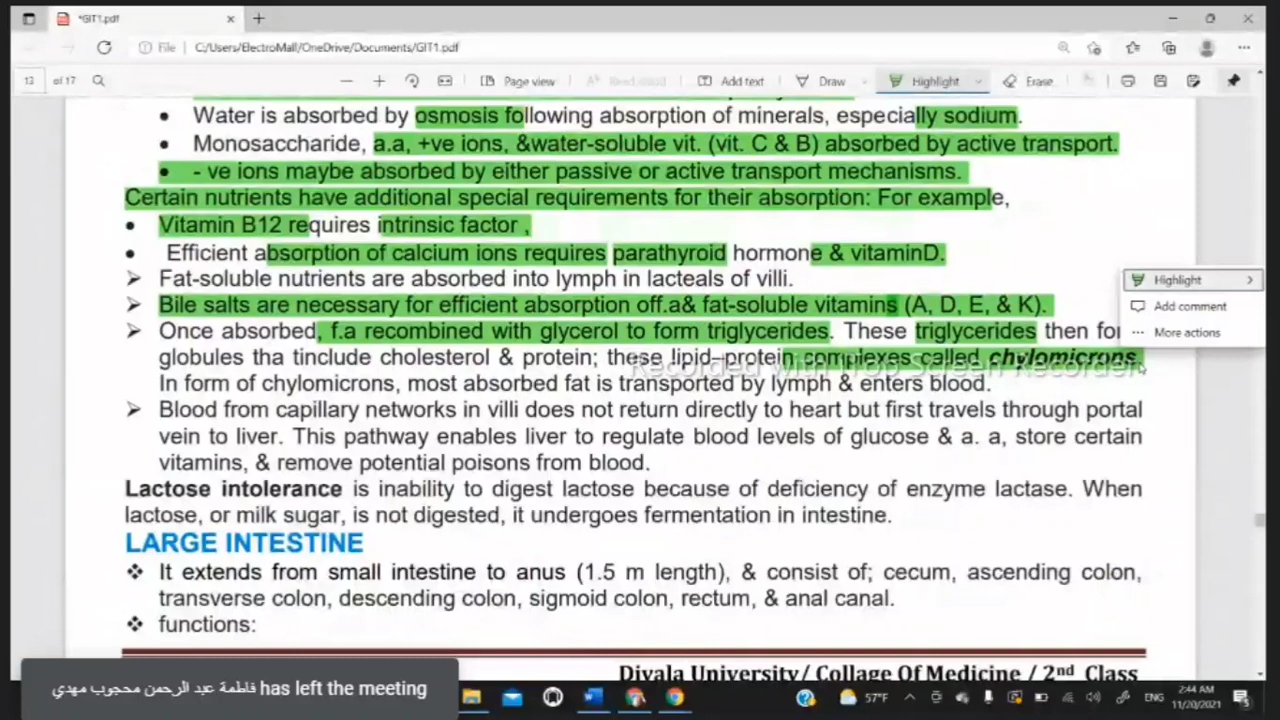 *GIT1.pdf
File C:/Users/ElectroMall/OneDrive/Documents/GIT1.pdf
13 of 17 Page view Read aloud Add text Draw Highlight Erase
• Water is absorbed by osmosis following absorption of minerals, especially sodium.
• Monosaccharide, a.a, +ve ions, &water-soluble vit. (vit. C & B) absorbed by active transport.
• - ve ions maybe absorbed by either passive or active transport mechanisms.
Certain nutrients have additional special requirements for their absorption: For example,
• Vitamin B12 requires intrinsic factor ,
• Efficient absorption of calcium ions requires parathyroid hormone & vitaminD.
➢ Fat-soluble nutrients are absorbed into lymph in lacteals of villi.
➢ Bile salts are necessary for efficient absorption off.a& fat-soluble vitamins (A, D, E, & K).
➢ Once absorbed, f.a recombined with glycerol to form triglycerides. These triglycerides then for
globules tha tinclude cholesterol & protein; these lipid–protein complexes called chylomicrons.
In form of chylomicrons, most absorbed fat is transported by lymph & enters blood.
➢ Blood from capillary networks in villi does not return directly to heart but first travels through portal
vein to liver. This pathway enables liver to regulate blood levels of glucose & a. a, store certain
vitamins, & remove potential poisons from blood.
Lactose intolerance is inability to digest lactose because of deficiency of enzyme lactase. When
lactose, or milk sugar, is not digested, it undergoes fermentation in intestine.
LARGE INTESTINE
❖ It extends from small intestine to anus (1.5 m length), & consist of; cecum, ascending colon,
transverse colon, descending colon, sigmoid colon, rectum, & anal canal.
❖ functions:
Diyala University/ Collage Of Medicine / 2nd Class
Highlight
Add comment
More actions
Recorded with Top Screen Recorder
فاطمة عبد الرحمن محجوب مهدي has left the meeting
57°F ENG 2:44 AM
11/20/2021